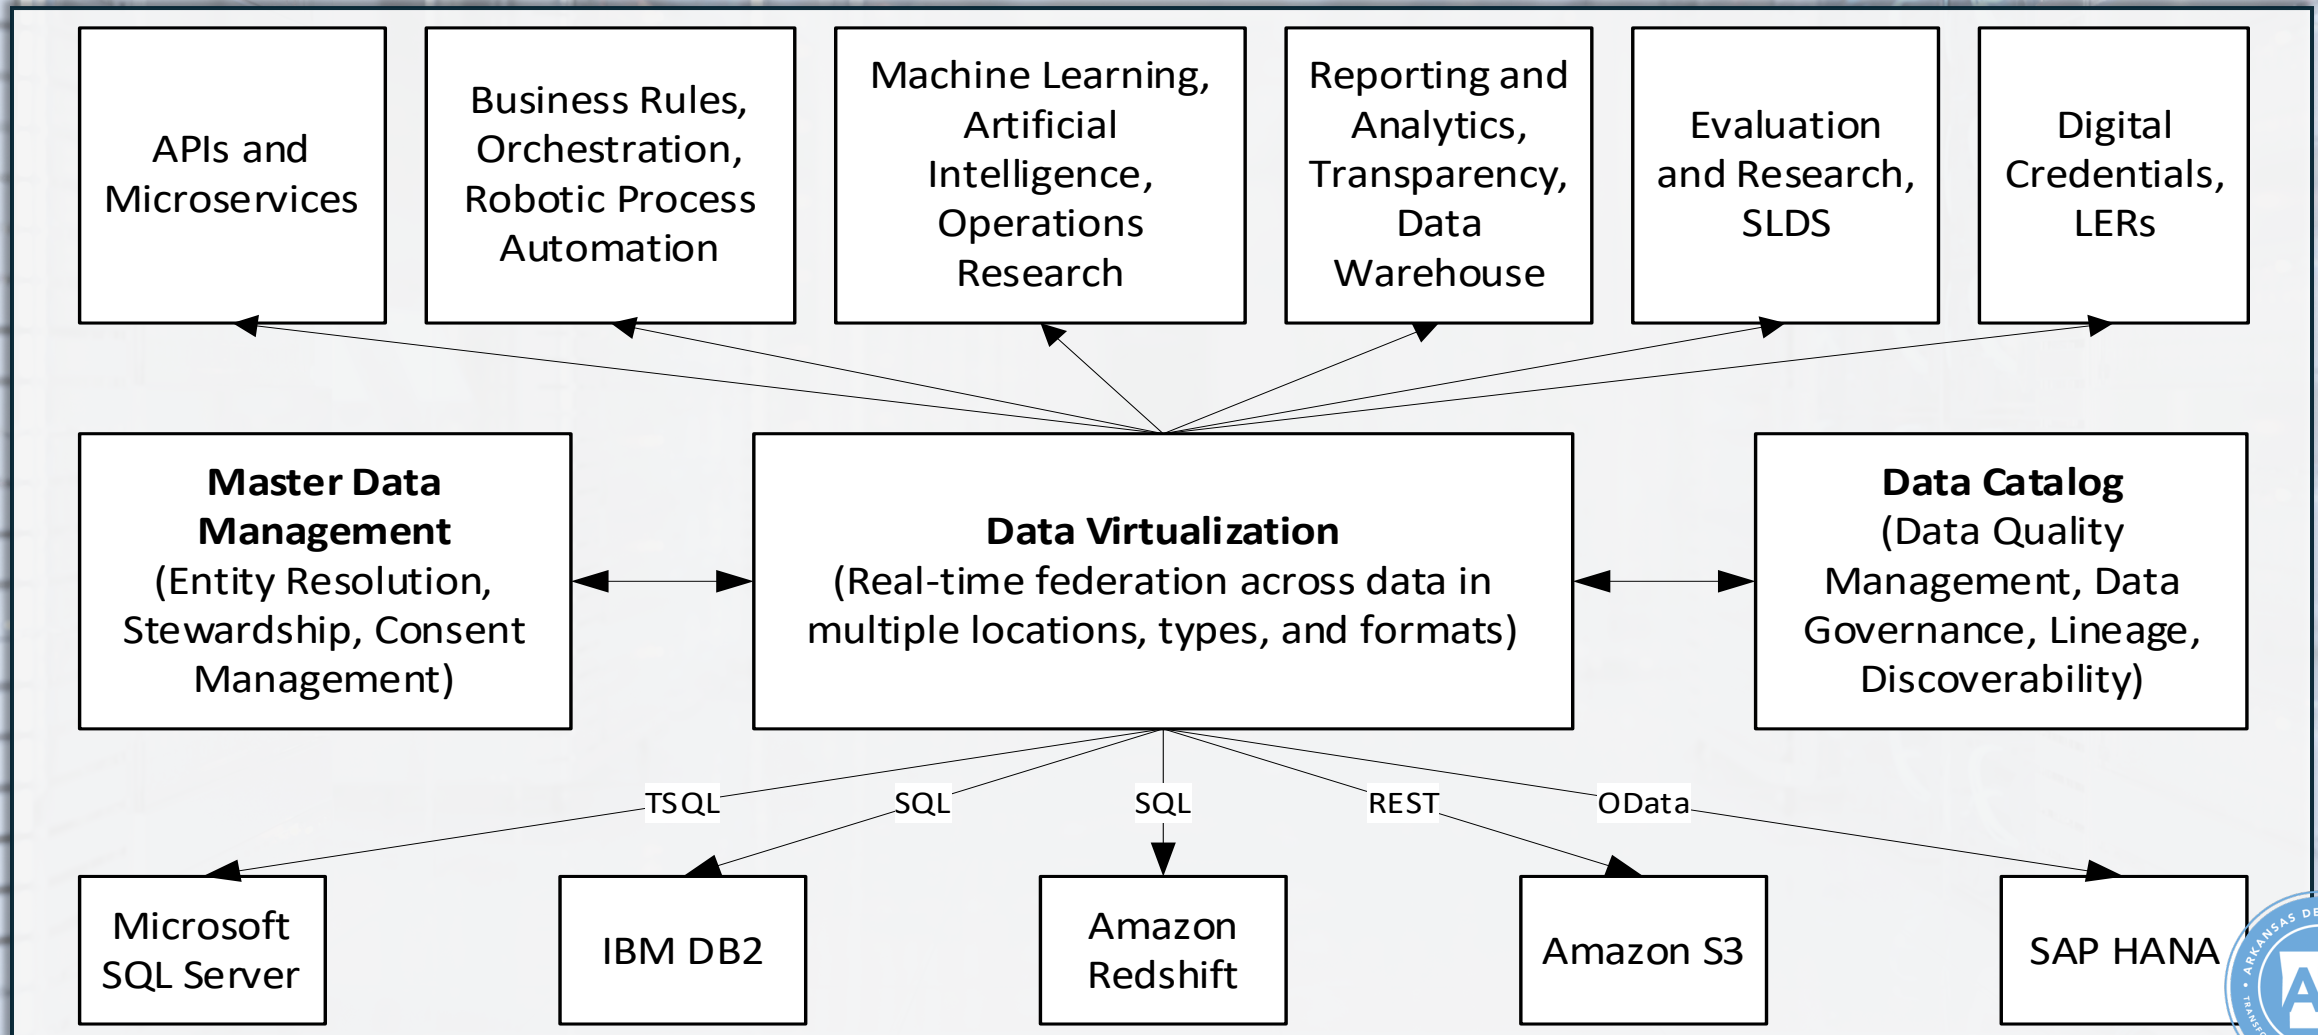 APIs and
Microservices
Business Rules,
Orchestration,
Robotic Process
Automation
Machine Learning,
Artificial
Intelligence,
Operations
Research
Reporting and
Analytics,
Transparency,
Data
Warehouse
Evaluation
and Research,
SLDS
Digital
Credentials,
LERs
Master Data
Management
(Entity Resolution,
Stewardship, Consent
Management)
Data Virtualization
(Real-time federation across data in
multiple locations, types, and formats)
Data Catalog
(Data Quality
Management, Data
Governance, Lineage,
Discoverability)
TSQL
SQL
SQL
REST
OData
Microsoft
SQL Server
IBM DB2
Amazon
Redshift
Amazon S3
SAP HANA
ARKANSAS
A